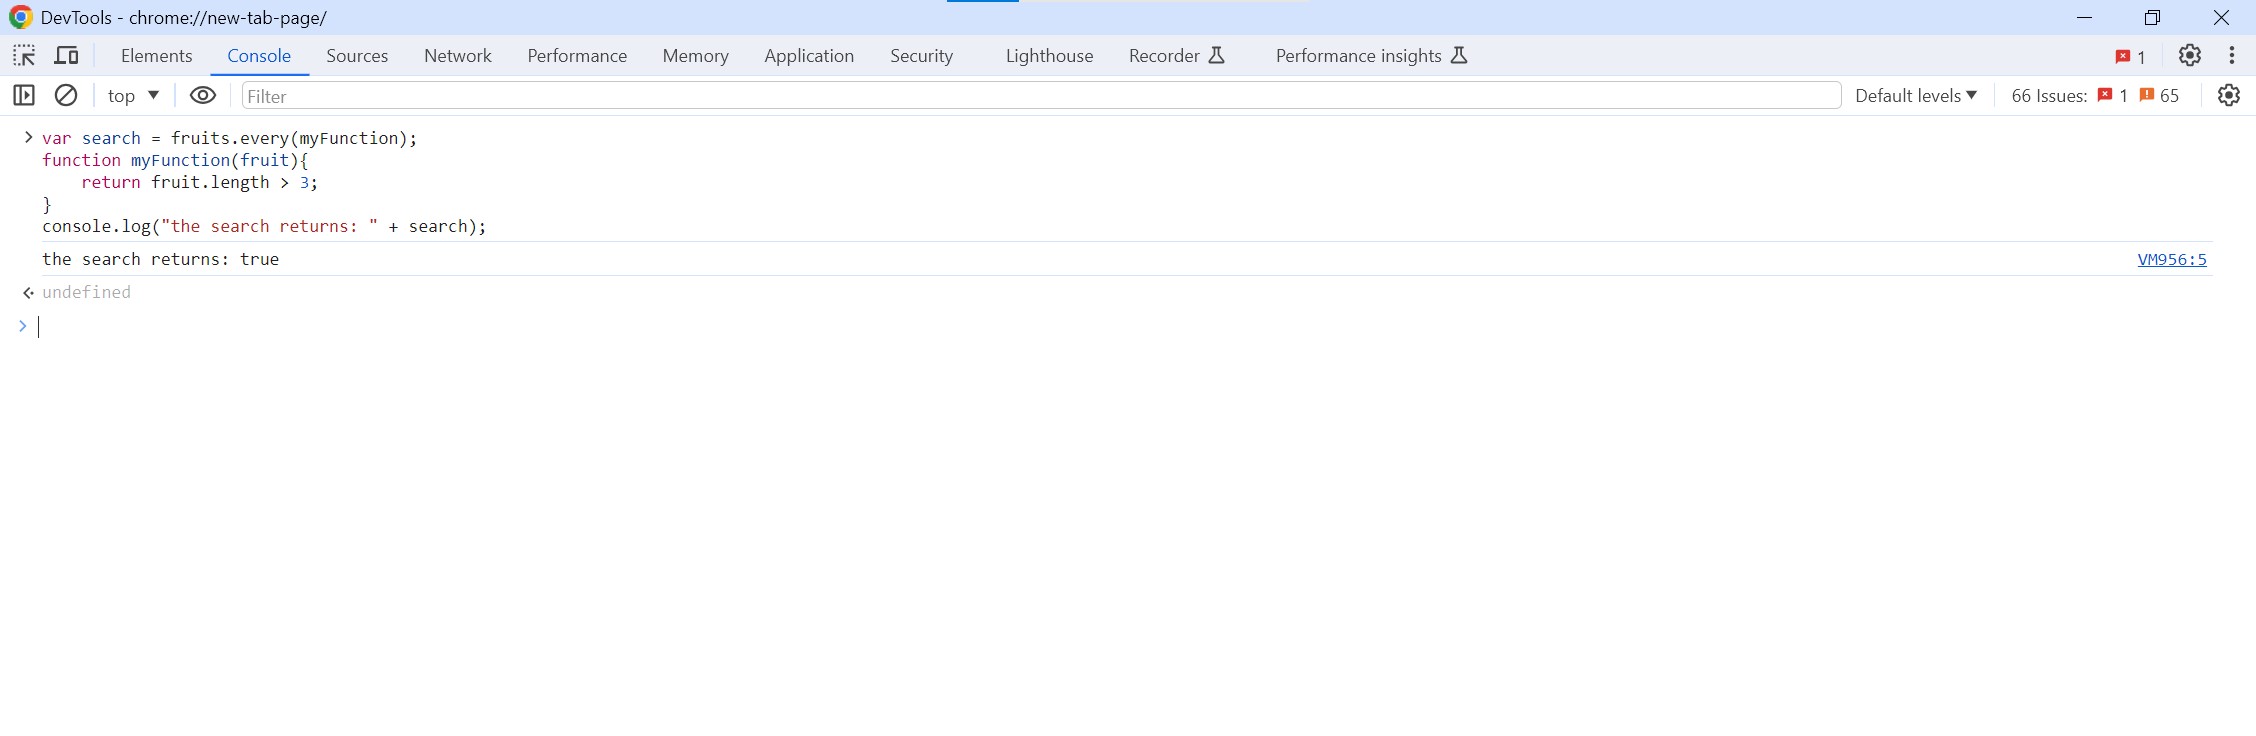 DevTools - chrome://new-tab-page/
Elements Console Sources Network Performance Memory Application Security Lighthouse Recorder Performance insights 1
top Filter Default levels 66 Issues: 1 65
var search = fruits.every(myFunction);
function myFunction(fruit){
    return fruit.length > 3;
}
console.log("the search returns: " + search);
the search returns: true VM956:5
undefined